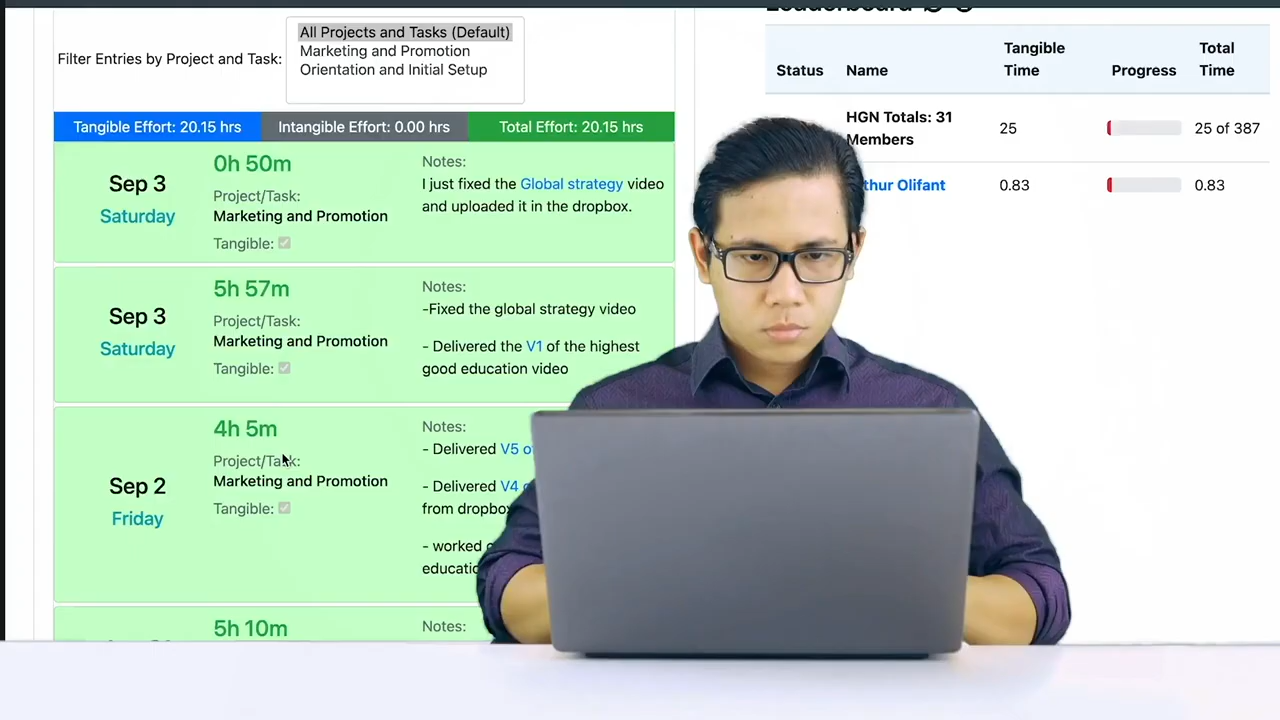 Filter Entries by Project and Task:
All Projects and Tasks (Default)
Marketing and Promotion
Orientation and Initial Setup
Tangible Effort: 20.15 hrs
Intangible Effort: 0.00 hrs
Total Effort: 20.15 hrs
Sep 3
Saturday
0h 50m
Project/Task:
Marketing and Promotion
Tangible:
Notes:
I just fixed the Global strategy video
and uploaded it in the dropbox.
Sep 3
Saturday
5h 57m
Project/Task:
Marketing and Promotion
Tangible:
Notes:
-Fixed the global strategy video
- Delivered the V1 of the highest
good education video
Sep 2
Friday
4h 5m
Project/Task:
Marketing and Promotion
Tangible:
Notes:
- Delivered V5
- Delivered V4
from
- worked
5h 10m
Notes:
Leaderboard
Status
Name
Tangible
Time
Progress
Total
Time
HGN Totals: 31
Members
25
25 of 387
Olifant
0.83
0.83